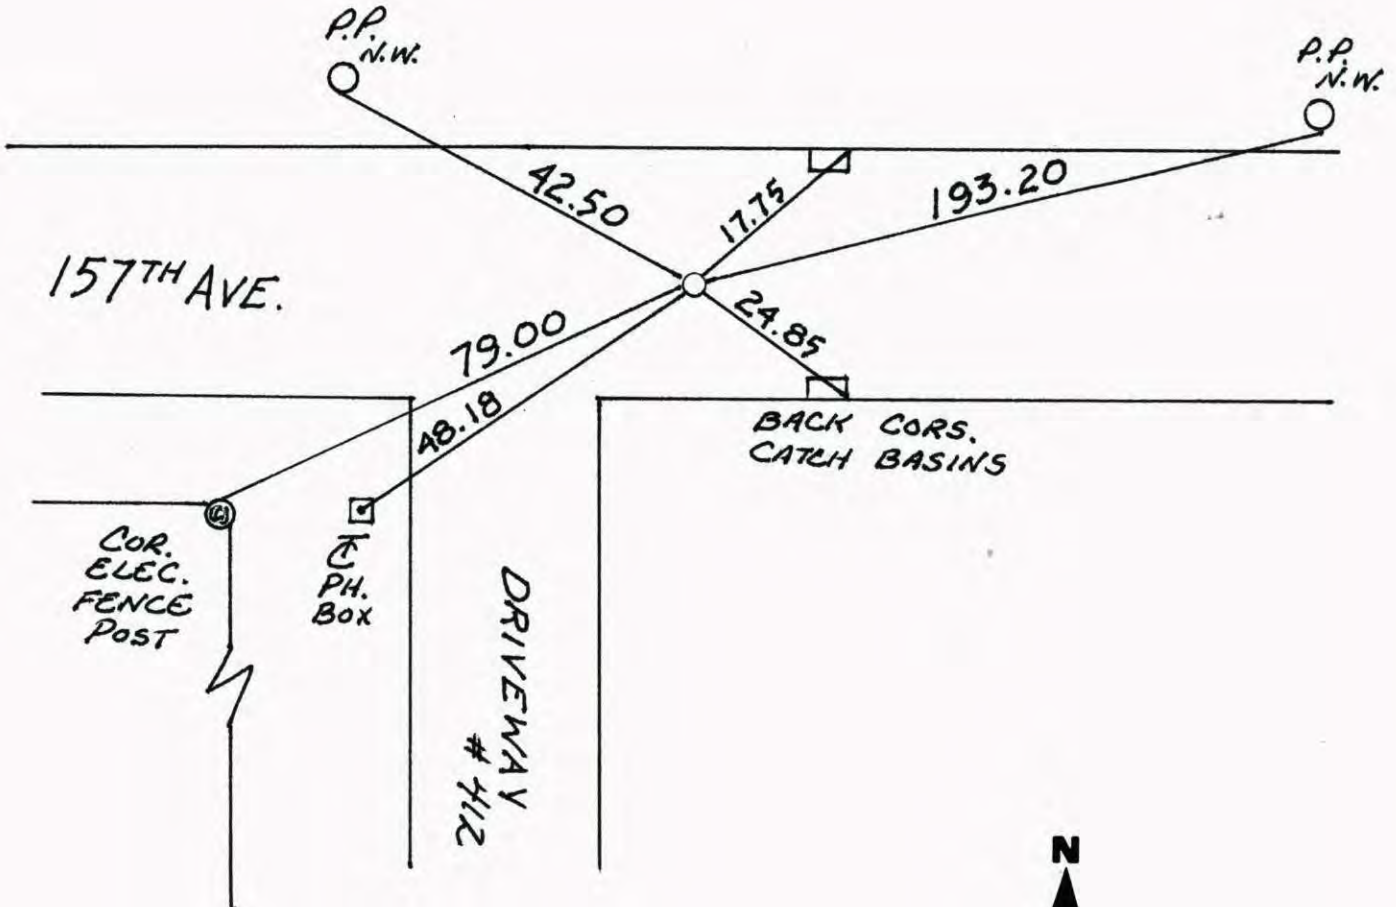 P.P.
N.W.
P.P.
N.W.
42.50
17.75
193.20
157TH AVE.
79.00
24.85
48.18
BACK CORS.
CATCH BASINS
COR.
ELEC.
FENCE
POST
℄
PH.
BOX
DRIVEWAY
# 412
N